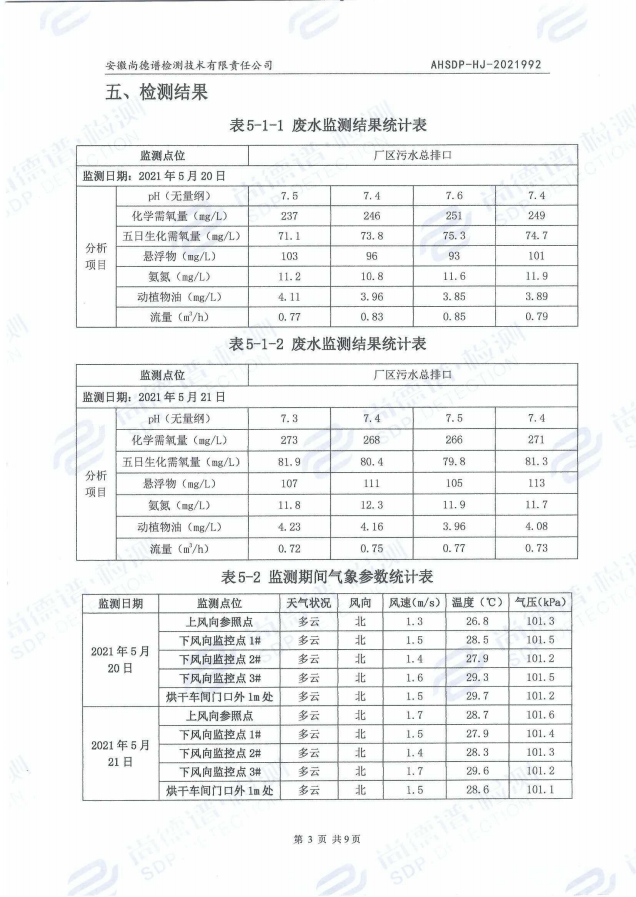 安徽尚德谱检测技术有限责任公司 AHSDP-HJ-2021992
五、检测结果
表5-1-1 废水监测结果统计表
监测点位 厂区污水总排口
监测日期：2021年5月20日
分析项目
pH（无量纲） 7.5 7.4 7.6 7.4
化学需氧量（mg/L） 237 246 251 249
五日生化需氧量（mg/L） 71.1 73.8 75.3 74.7
悬浮物（mg/L） 103 96 93 101
氨氮（mg/L） 11.2 10.8 11.6 11.9
动植物油（mg/L） 4.11 3.96 3.85 3.89
流量（m³/h） 0.77 0.83 0.85 0.79
表5-1-2 废水监测结果统计表
监测点位 厂区污水总排口
监测日期：2021年5月21日
分析项目
pH（无量纲） 7.3 7.4 7.5 7.4
化学需氧量（mg/L） 273 268 266 271
五日生化需氧量（mg/L） 81.9 80.4 79.8 81.3
悬浮物（mg/L） 107 111 105 113
氨氮（mg/L） 11.8 12.3 11.9 11.7
动植物油（mg/L） 4.23 4.16 3.96 4.08
流量（m³/h） 0.72 0.75 0.77 0.73
表5-2 监测期间气象参数统计表
监测日期 监测点位 天气状况 风向 风速(m/s) 温度（℃） 气压(kPa)
2021年5月20日
上风向参照点 多云 北 1.3 26.8 101.3
下风向监控点1# 多云 北 1.5 28.5 101.5
下风向监控点2# 多云 北 1.4 27.9 101.2
下风向监控点3# 多云 北 1.6 29.3 101.5
烘干车间门口外1m处 多云 北 1.5 29.7 101.2
2021年5月21日
上风向参照点 多云 北 1.7 28.7 101.6
下风向监控点1# 多云 北 1.5 27.9 101.4
下风向监控点2# 多云 北 1.4 28.3 101.3
下风向监控点3# 多云 北 1.7 29.6 101.2
烘干车间门口外1m处 多云 北 1.5 28.6 101.1
第 3 页 共9页
尚德谱·检测
SDP DETECTION